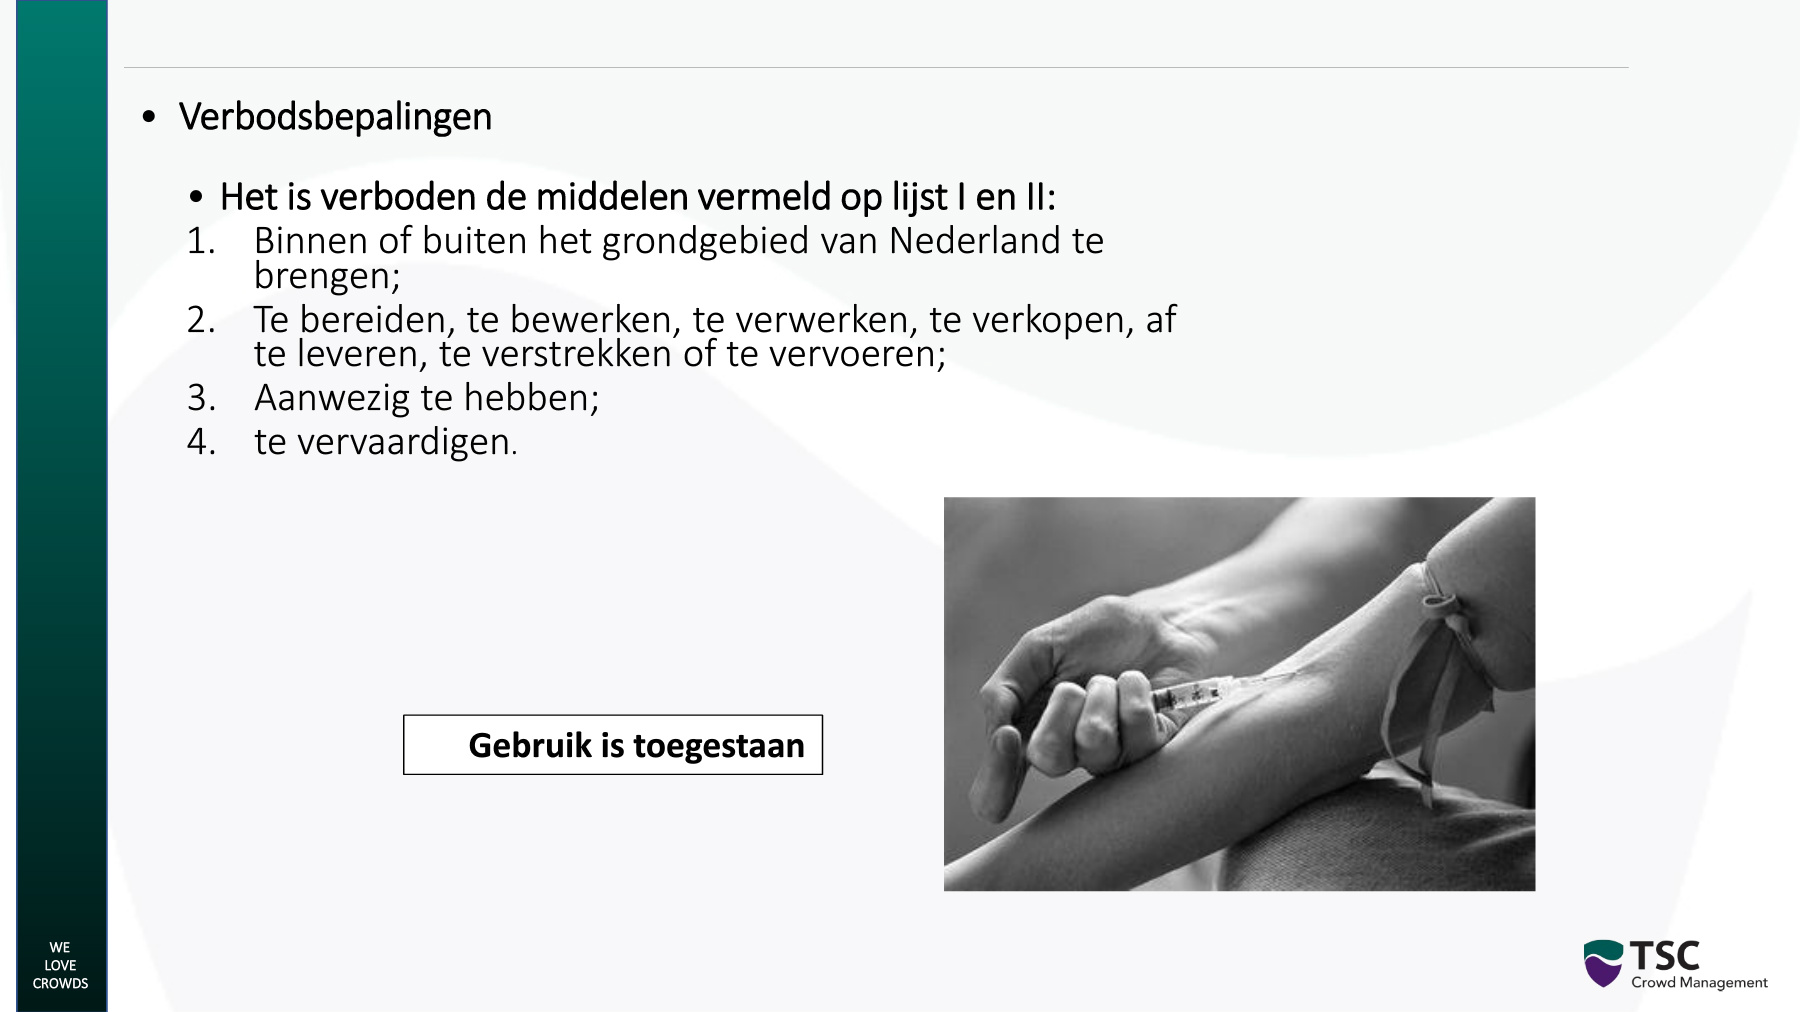 • Verbodsbepalingen
• Het is verboden de middelen vermeld op lijst I en II:
1. Binnen of buiten het grondgebied van Nederland te
brengen;
2. Te bereiden, te bewerken, te verwerken, te verkopen, af
te leveren, te verstrekken of te vervoeren;
3. Aanwezig te hebben;
4. te vervaardigen.
Gebruik is toegestaan
WE
LOVE
CROWDS
TSC
Crowd Management